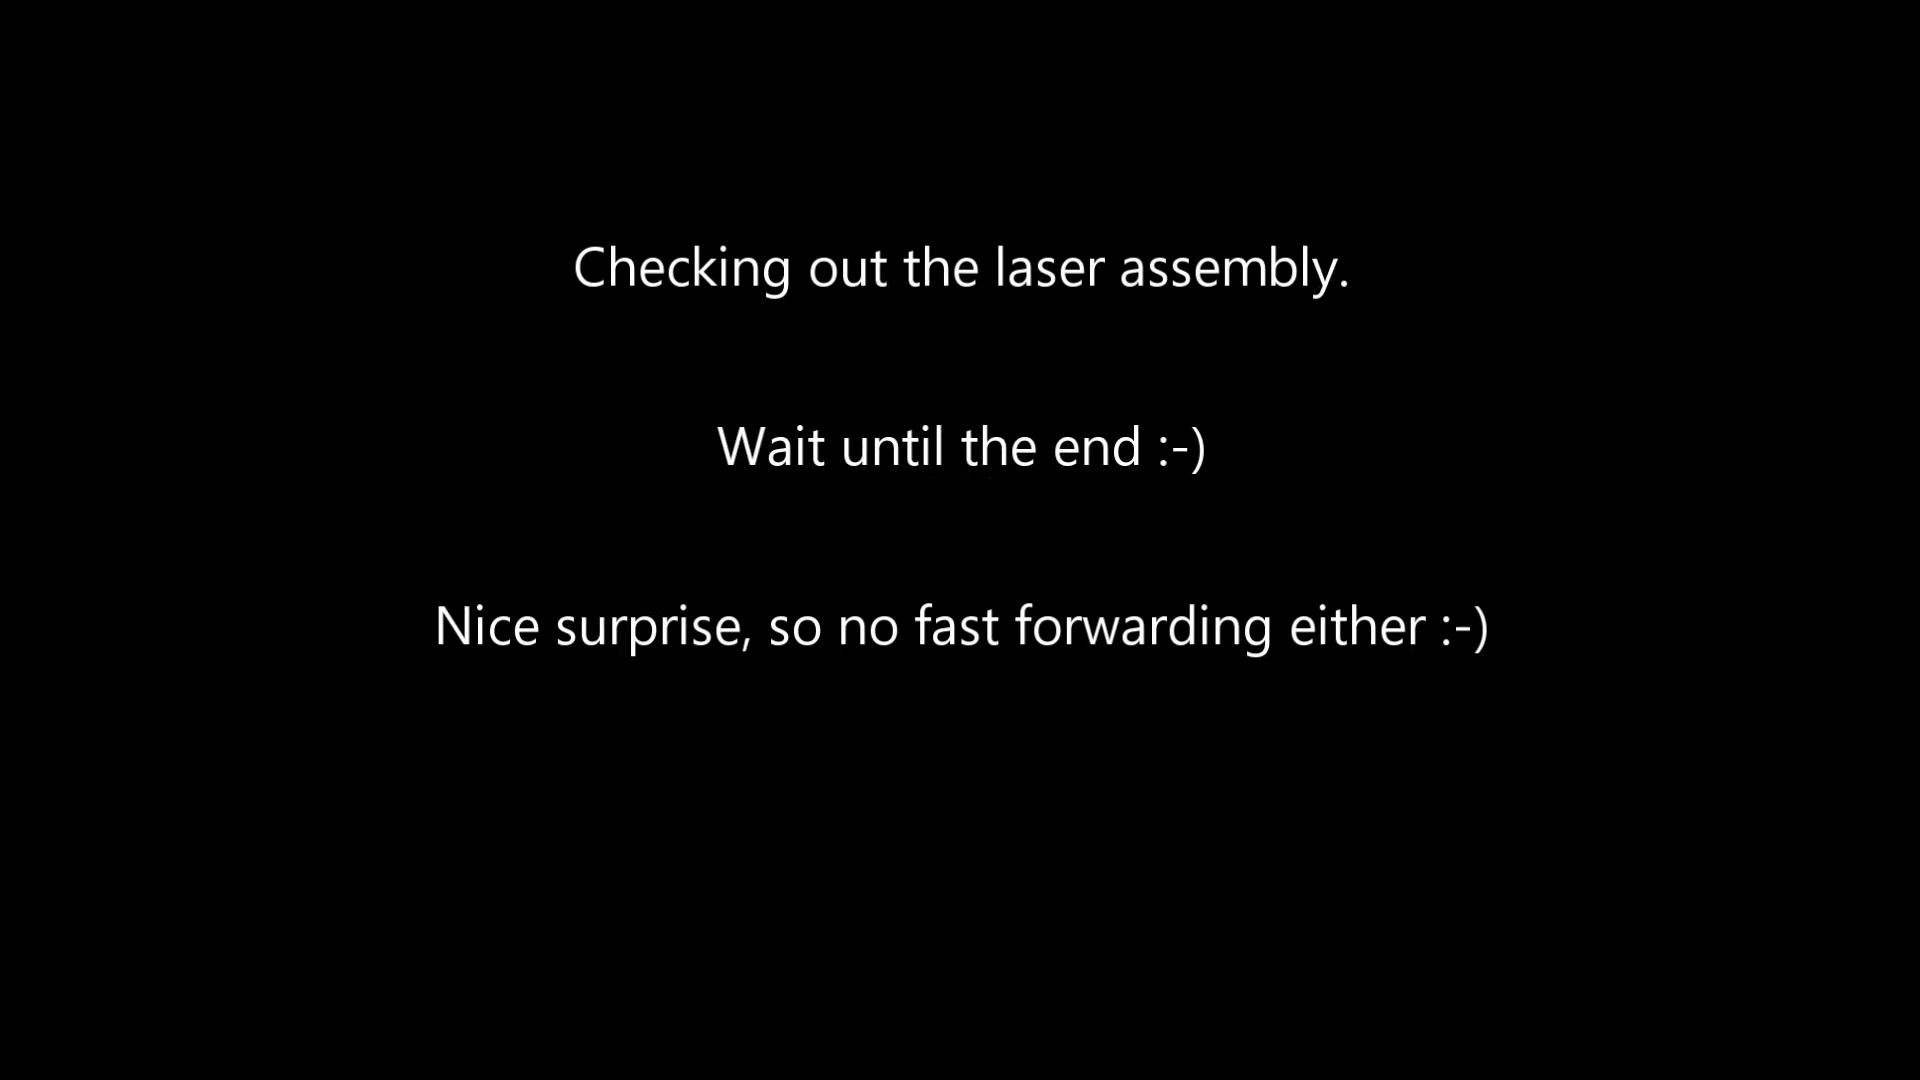 Checking out the laser assembly.
Wait until the end :-)
Nice surprise, so no fast forwarding either :-)